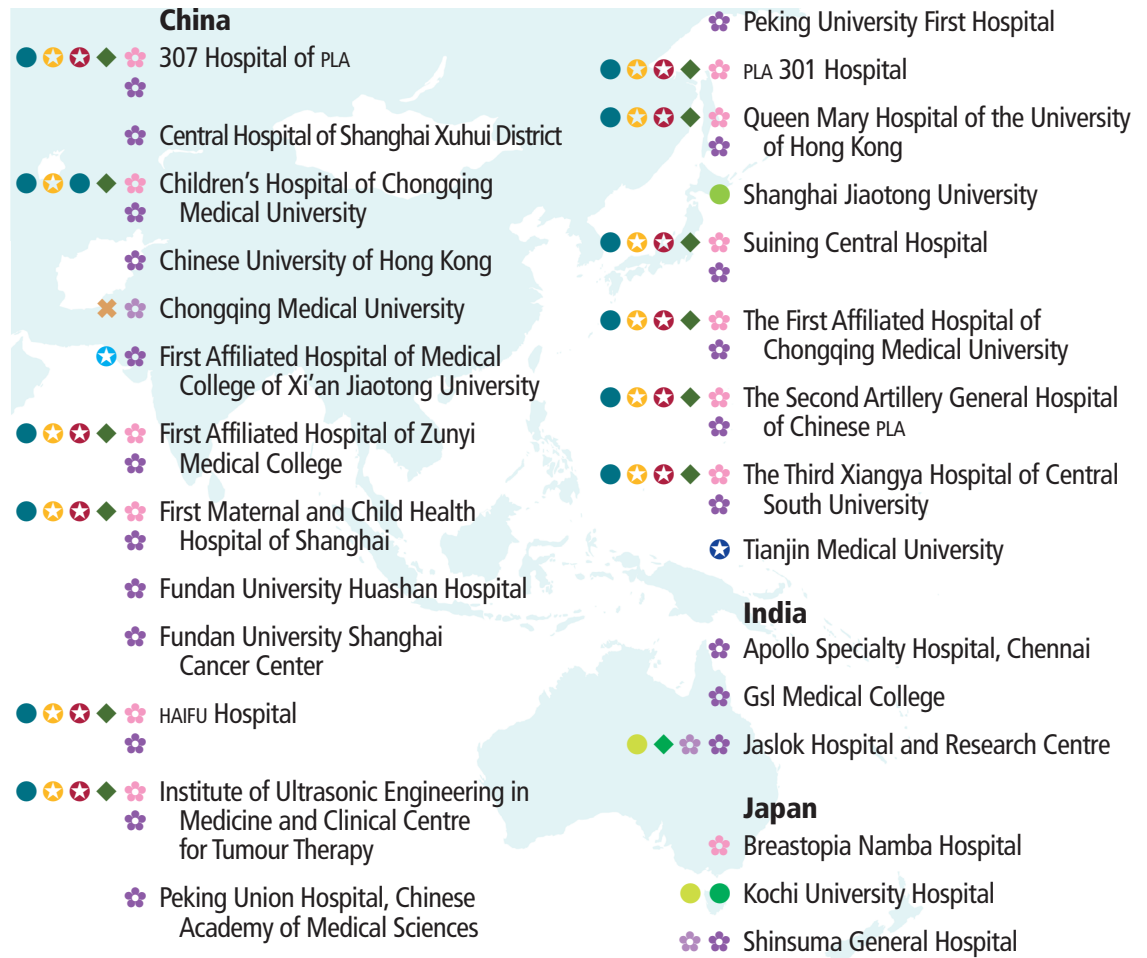 China
307 Hospital of PLA
Central Hospital of Shanghai Xuhui District
Children's Hospital of Chongqing
Medical University
Chinese University of Hong Kong
Chongqing Medical University
First Affiliated Hospital of Medical
College of Xi'an Jiaotong University
First Affiliated Hospital of Zunyi
Medical College
First Maternal and Child Health
Hospital of Shanghai
Fundan University Huashan Hospital
Fundan University Shanghai
Cancer Center
HAIFU Hospital
Institute of Ultrasonic Engineering in
Medicine and Clinical Centre
for Tumour Therapy
Peking Union Hospital, Chinese
Academy of Medical Sciences
Peking University First Hospital
PLA 301 Hospital
Queen Mary Hospital of the University
of Hong Kong
Shanghai Jiaotong University
Suining Central Hospital
The First Affiliated Hospital of
Chongqing Medical University
The Second Artillery General Hospital
of Chinese PLA
The Third Xiangya Hospital of Central
South University
Tianjin Medical University
India
Apollo Specialty Hospital, Chennai
Gsl Medical College
Jaslok Hospital and Research Centre
Japan
Breastopia Namba Hospital
Kochi University Hospital
Shinsuma General Hospital